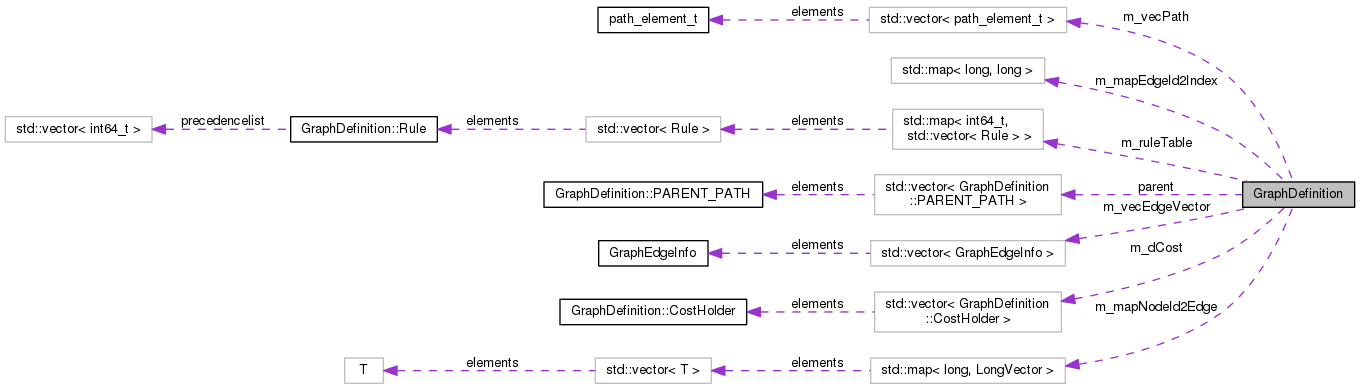 path_element_t
elements
std::vector< path_element_t >
m_vecPath
std::map< long, long >
m_mapEdgeId2Index
std::vector< int64_t >
precedencelist
GraphDefinition::Rule
elements
std::vector< Rule >
elements
std::map< int64_t,
std::vector< Rule > >
m_ruleTable
GraphDefinition::PARENT_PATH
elements
std::vector< GraphDefinition
::PARENT_PATH >
parent
GraphDefinition
GraphEdgeInfo
elements
std::vector< GraphEdgeInfo >
m_vecEdgeVector
GraphDefinition::CostHolder
elements
std::vector< GraphDefinition
::CostHolder >
m_dCost
T
elements
std::vector< T >
elements
std::map< long, LongVector >
m_mapNodeId2Edge